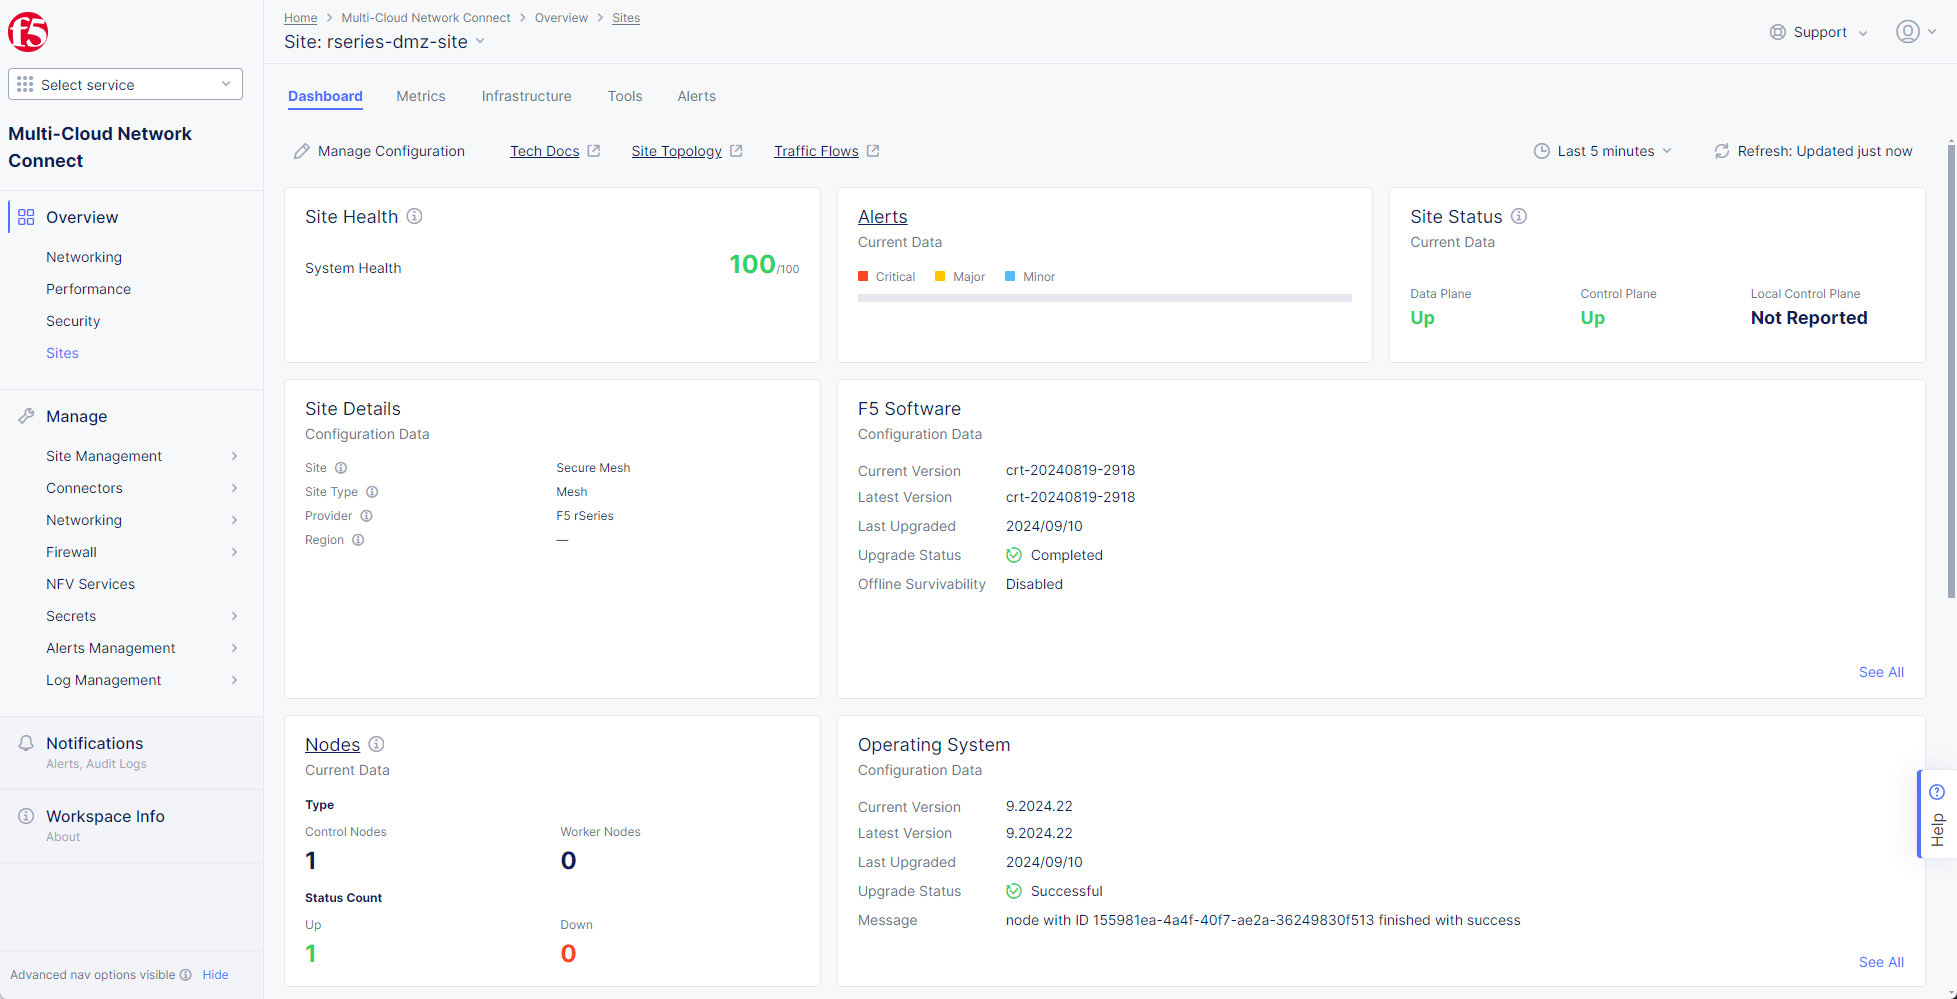 f5
Select service
Multi-Cloud Network
Connect
Overview
Networking
Performance
Security
Sites
Manage
Site Management
Connectors
Networking
Firewall
NFV Services
Secrets
Alerts Management
Log Management
Notifications
Alerts, Audit Logs
Workspace Info
About
Advanced nav options visible Hide
Home > Multi-Cloud Network Connect > Overview > Sites
Site: rseries-dmz-site
Support
Dashboard Metrics Infrastructure Tools Alerts
Manage Configuration Tech Docs Site Topology Traffic Flows Last 5 minutes Refresh: Updated just now
Site Health
System Health 100/100
Alerts
Current Data
Critical Major Minor
Site Status
Current Data
Data Plane Control Plane Local Control Plane
Up Up Not Reported
Site Details
Configuration Data
Site Secure Mesh
Site Type Mesh
Provider F5 rSeries
Region —
F5 Software
Configuration Data
Current Version crt-20240819-2918
Latest Version crt-20240819-2918
Last Upgraded 2024/09/10
Upgrade Status Completed
Offline Survivability Disabled
See All
Nodes
Current Data
Type
Control Nodes Worker Nodes
1 0
Status Count
Up Down
1 0
Operating System
Configuration Data
Current Version 9.2024.22
Latest Version 9.2024.22
Last Upgraded 2024/09/10
Upgrade Status Successful
Message node with ID 155981ea-4a4f-40f7-ae2a-36249830f513 finished with success
See All
Help